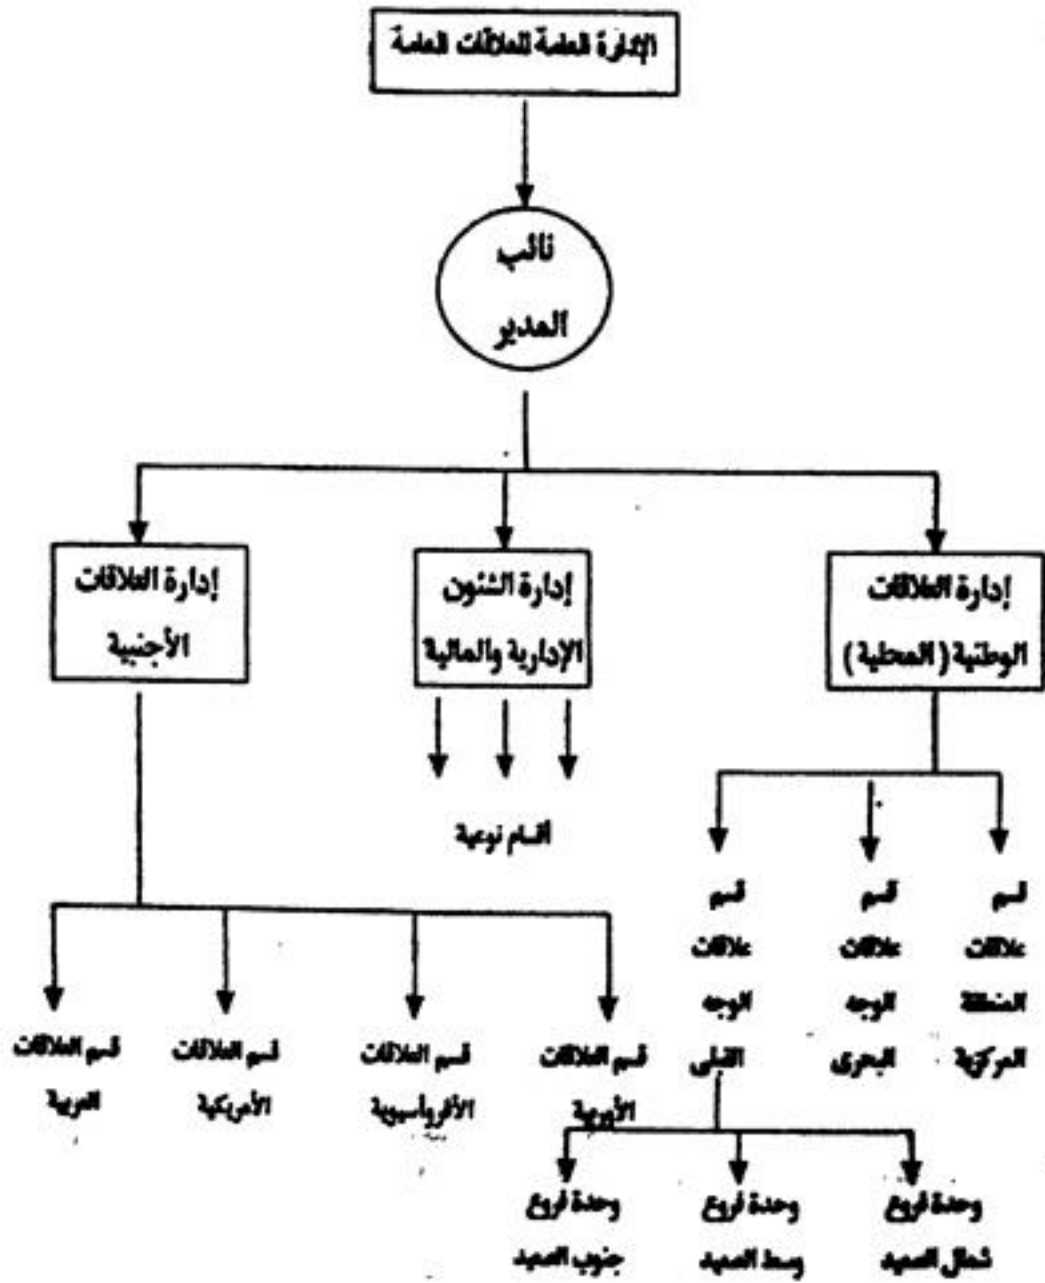 الإدارة العامة للعلاقات العامة
نائب
المدير
إدارة العلاقات
الوطنية (المحلية)
إدارة الشئون
الإدارية والمالية
إدارة العلاقات
الأجنبية
أقسام نوعية
قسم
علاقات
المنطقة
المركزية
قسم
علاقات
الوجه
البحرى
قسم
علاقات
الوجه
القبلى
قسم العلاقات
الأوربية
قسم العلاقات
الأفروأسيوية
قسم العلاقات
الأمريكية
قسم العلاقات
العربية
وحدة فروع
شمال الصعيد
وحدة فروع
وسط الصعيد
وحدة فروع
جنوب الصعيد